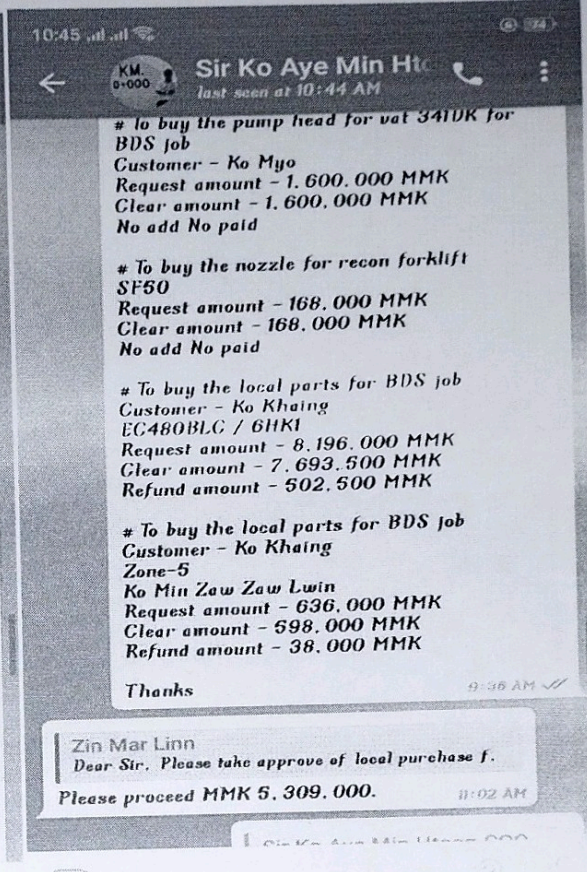 10:45
74
KM.
0+000
Sir Ko Aye Min Htc
last seen at 10:44 AM
# To buy the pump head for vat 341DK for
BDS job
Customer - Ko Myo
Request amount - 1.600.000 MMK
Clear amount - 1.600.000 MMK
No add No paid
# To buy the nozzle for recon forklift
SF50
Request amount - 168.000 MMK
Clear amount - 168.000 MMK
No add No paid
# To buy the local parts for BDS job
Customer - Ko Khaing
EC480BLC / 6HK1
Request amount - 8.196.000 MMK
Clear amount - 7.693.500 MMK
Refund amount - 502.500 MMK
# To buy the local parts for BDS job
Customer - Ko Khaing
Zone-5
Ko Min Zaw Zaw Lwin
Request amount - 636.000 MMK
Clear amount - 598.000 MMK
Refund amount - 38.000 MMK
Thanks
9:36 AM
Zin Mar Linn
Dear Sir. Please take approve of local purchase f.
Please proceed MMK 5.309.000.
11:02 AM